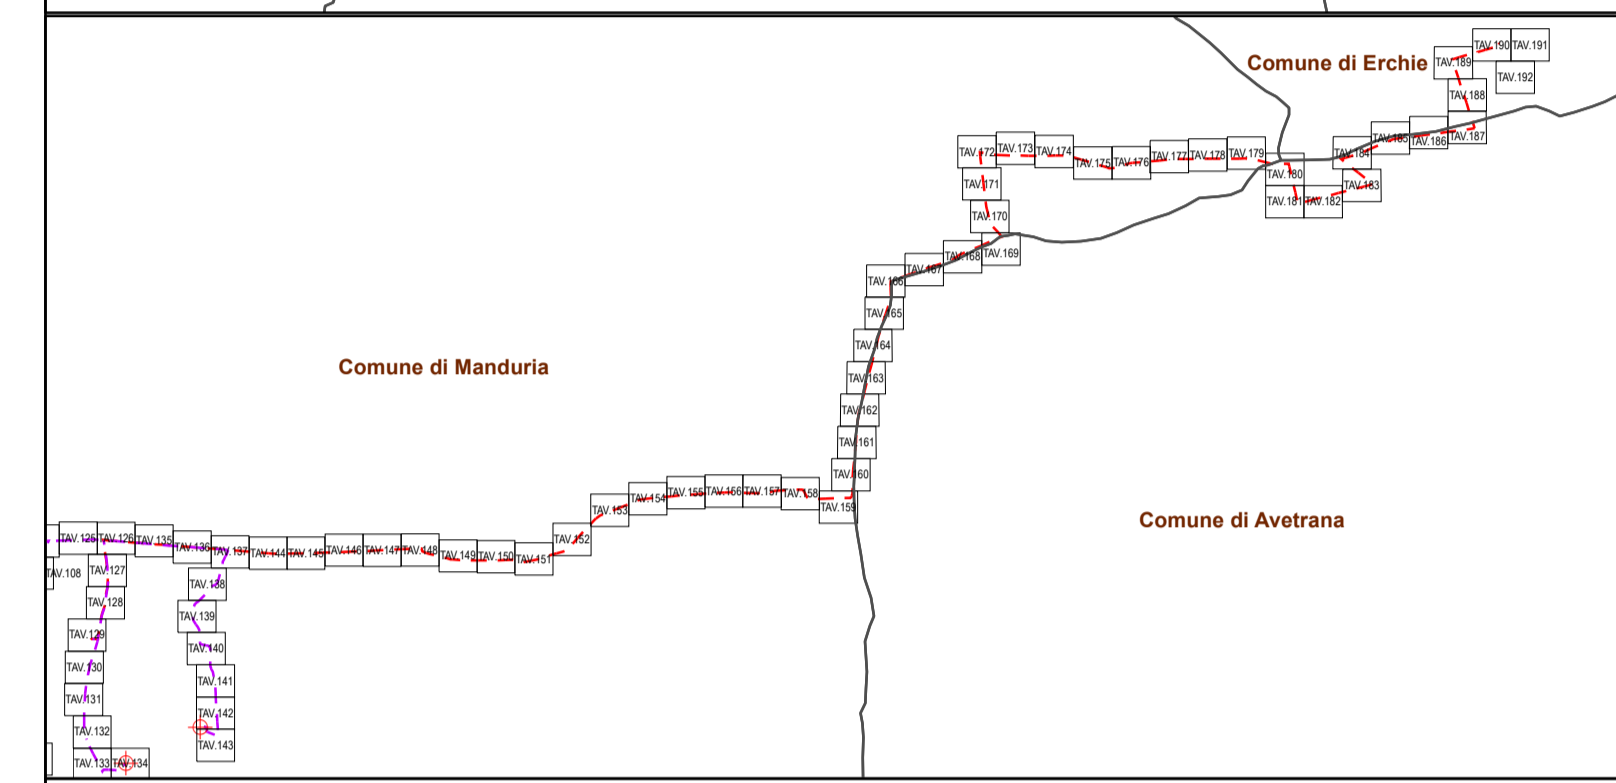 Comune di Erchie
TAV.190
TAV.191
TAV.189
TAV.192
TAV.188
TAV.187
TAV.186
TAV.185
TAV.184
TAV.183
TAV.182
TAV.181
TAV.180
TAV.179
TAV.178
TAV.177
TAV.176
TAV.175
TAV.174
TAV.173
TAV.172
TAV.171
TAV.170
TAV.169
TAV.168
TAV.167
TAV.166
TAV.165
TAV.164
TAV.163
TAV.162
TAV.161
TAV.160
TAV.159
Comune di Manduria
Comune di Avetrana
TAV.158
TAV.157
TAV.156
TAV.155
TAV.154
TAV.153
TAV.152
TAV.151
TAV.150
TAV.149
TAV.148
TAV.147
TAV.146
TAV.145
TAV.144
TAV.137
TAV.136
TAV.135
TAV.126
TAV.125
TAV.108
TAV.127
TAV.128
TAV.129
TAV.130
TAV.131
TAV.132
TAV.133
TAV.134
TAV.138
TAV.139
TAV.140
TAV.141
TAV.142
TAV.143